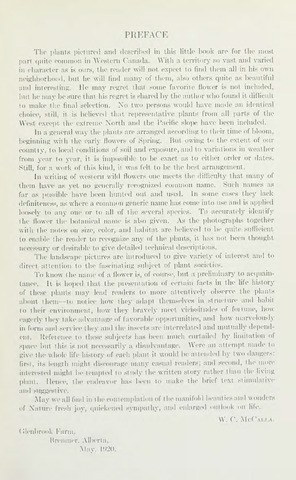 PREFACE
The plants pictured and described in this little book are for the most
part quite common in Western Canada. With a territory so vast and varied
in character as is ours, the reader will not expect to find them all in his own
neighborhood, but he will find many of them, also others quite as beautiful
and interesting. He may regret that some favorite flower is not included,
but he may be sure that his regret is shared by the author who found it difficult
to make the final selection. No two persons would have made an identical
choice, still, it is believed that representative plants from all parts of the
West except the extreme North and the Pacific slope have been included.
In a general way the plants are arranged according to their time of bloom,
beginning with the early flowers of Spring. But owing to the extent of our
country, to local conditions of soil and exposure, and to variations in weather
from year to year, it is impossible to be exact as to either order or dates.
Still, for a work of this kind, it was felt to be the best arrangement.
In writing of western wild flowers one meets the difficulty that many of
them have as yet no generally recognized common name. Such names as
far as possible have been hunted out and used. In some cases they lack
definiteness, as where a common generic name has come into use and is applied
loosely to any one or to all of the several species. To accurately identify
the flower the botanical name is also given. As the photographs together
with the notes on size, color, and habitat are believed to be quite sufficient
to enable the reader to recognize any of the plants, it has not been thought
necessary or desirable to give detailed technical descriptions.
The landscape pictures are introduced to give variety of interest and to
direct attention to the fascinating subject of plant societies.
To know the name of a flower is, of course, but a preliminary to acquain-
tance. It is hoped that the presentation of certain facts in the life history
of these plants may lead readers to more attentively observe the plants
about them—to notice how they adapt themselves in structure and habit
to their environment, how they bravely meet vicissitudes of fortune, how
eagerly they take advantage of favorable opportunities, and how marvelously
in form and service they and the insects are interrelated and mutually depend-
ent. Reference to these subjects has been much curtailed by limitation of
space but this is not necessarily a disadvantage. Were an attempt made to
give the whole life history of each plant it would be attended by two dangers:
first, its length might discourage many casual readers; and second, the more
interested might be tempted to study the written story rather than the living
plant. Hence, the endeavor has been to make the brief text stimulative
and suggestive.
May we all find in the contemplation of the manifold beauties and wonders
of Nature fresh joy, quickened sympathy, and enlarged outlook on life.
W. C. McCalla.
Glenbrook Farm,
Bremner, Alberta,
May, 1920.